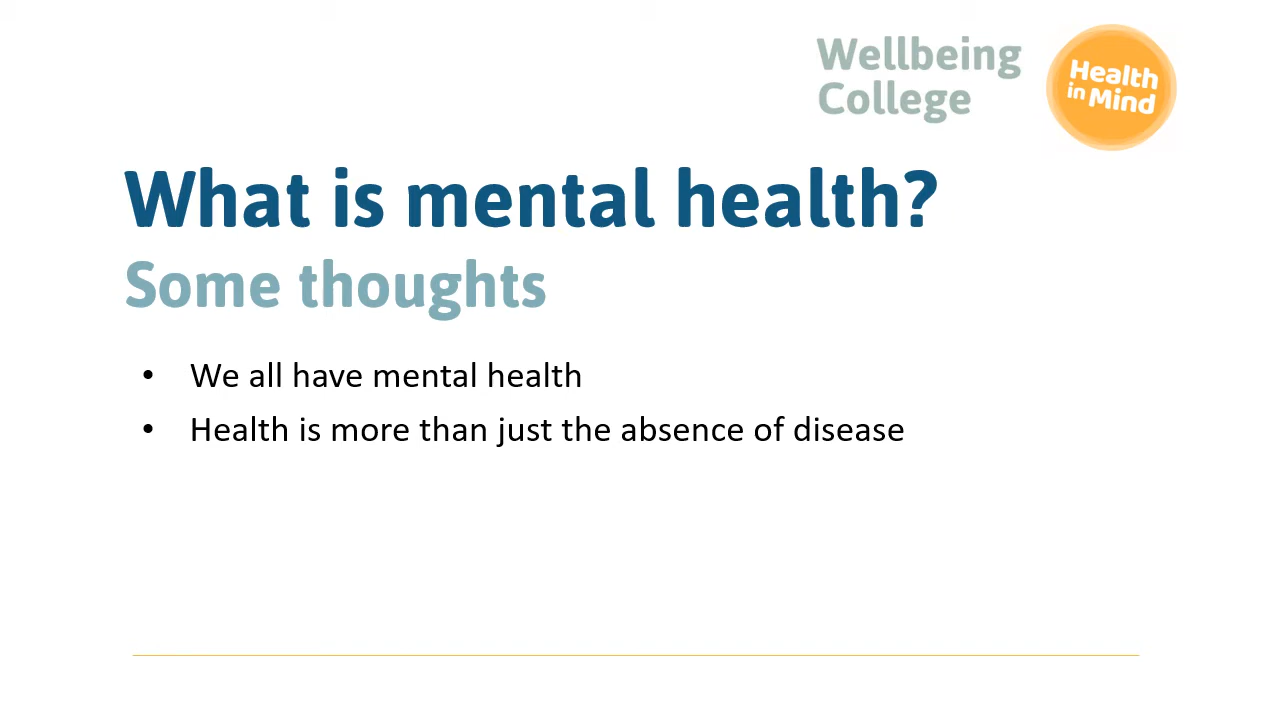 Wellbeing
College
Health
in Mind
What is mental health?
Some thoughts
• We all have mental health
• Health is more than just the absence of disease